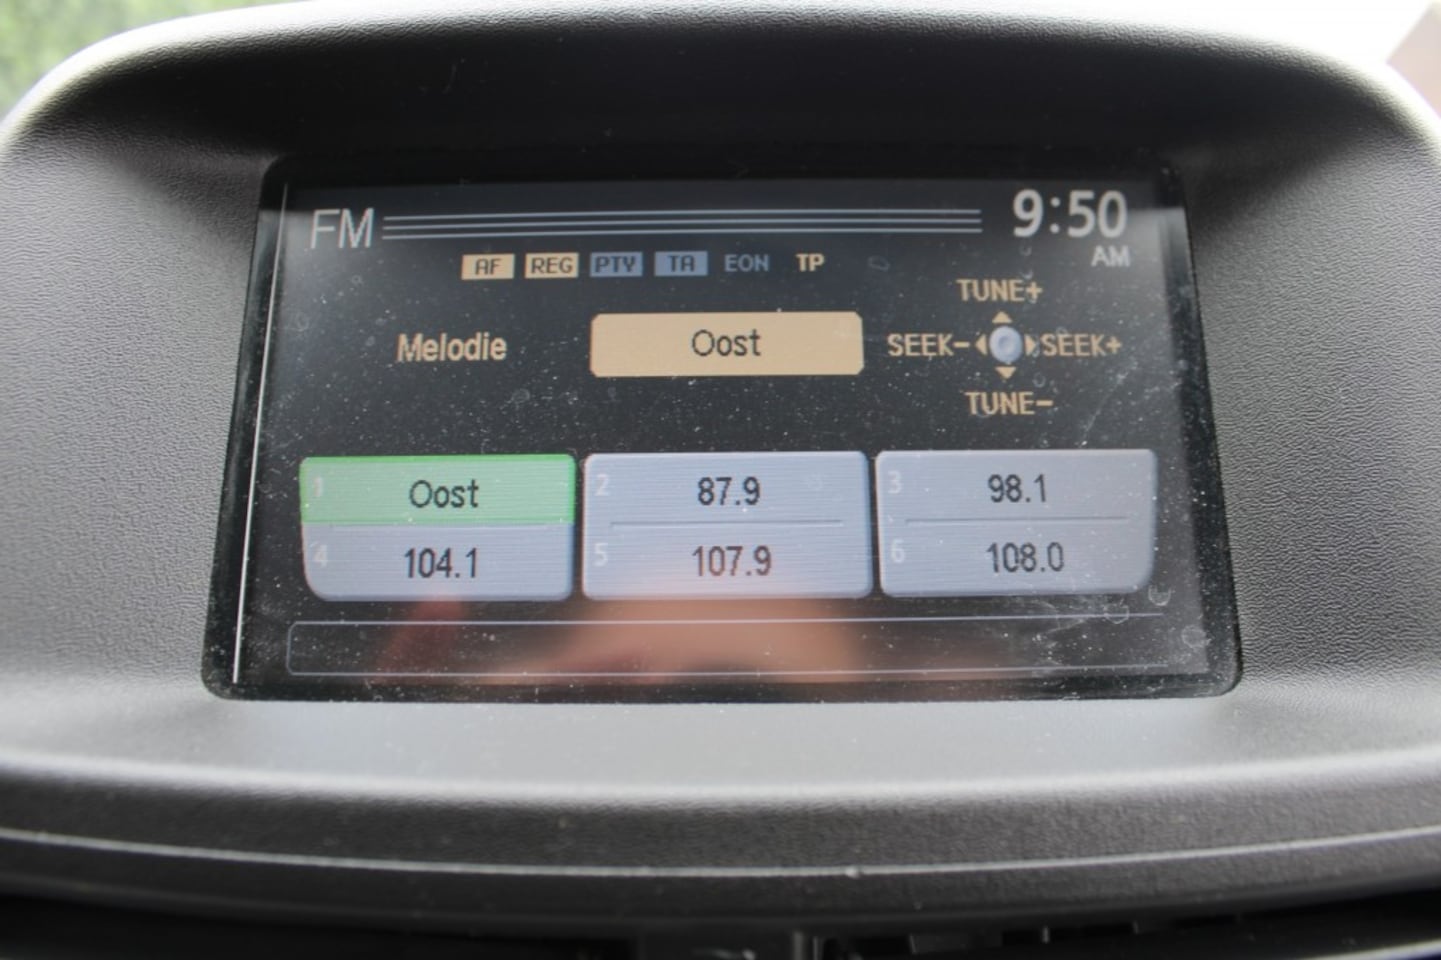 FM 9:50
AM
AF REG PTY TA EON TP
TUNE+
Melodie Oost SEEK- SEEK+
TUNE-
1 Oost 2 87.9 3 98.1
4 104.1 5 107.9 6 108.0